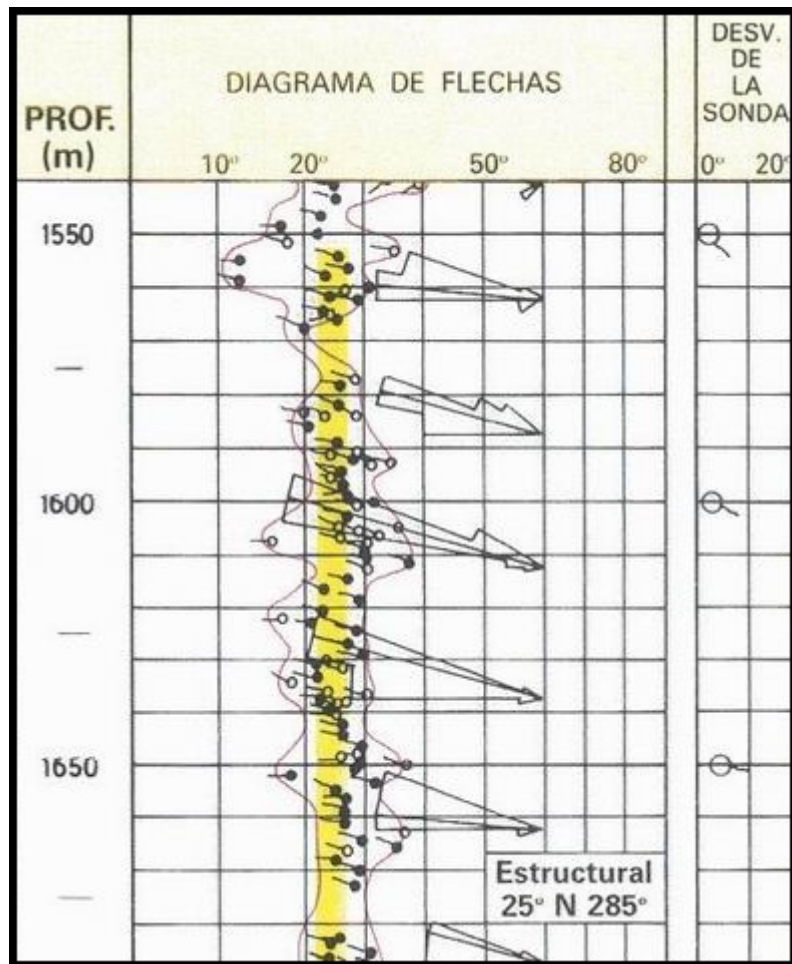 DIAGRAMA DE FLECHAS
PROF.
(m)
10° 20° 50° 80°
DESV.
DE
LA
SONDA
0° 20°
1550
1600
1650
Estructural
25° N 285°